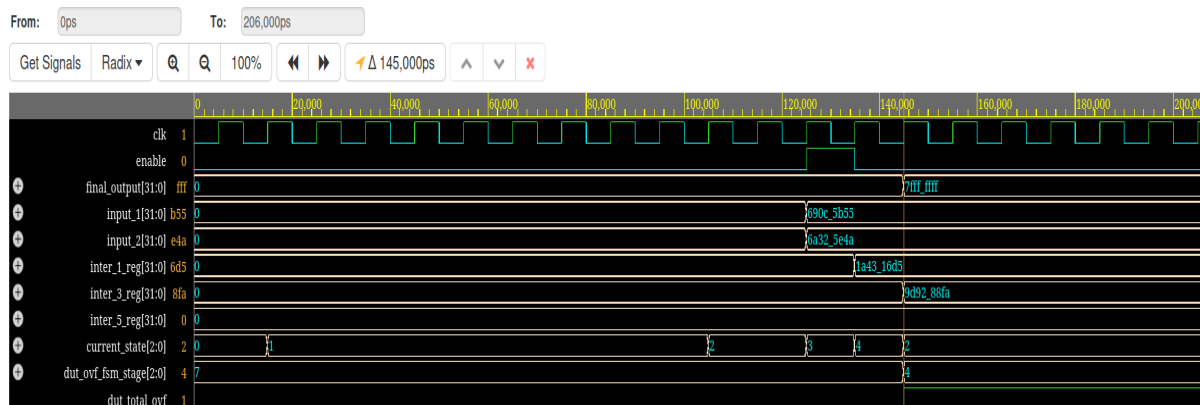 From: 0ps To: 206,000ps
Get Signals Radix 100% Δ 145,000ps
0 20,000 40,000 60,000 80,000 100,000 120,000 140,000 160,000 180,000 200,0
clk 1
enable 0
final_output[31:0] fff 0 7fff_ffff
input_1[31:0] b55 0 690c_5b55
input_2[31:0] e4a 0 6a32_5e4a
inter_1_reg[31:0] 6d5 0 1a43_16d5
inter_3_reg[31:0] 8fa 0 9d92_88fa
inter_5_reg[31:0] 0 0
current_state[2:0] 2 0 1 2 3 4 2
dut_ovf_fsm_stage[2:0] 4 7 4
dut_total_ovf 1